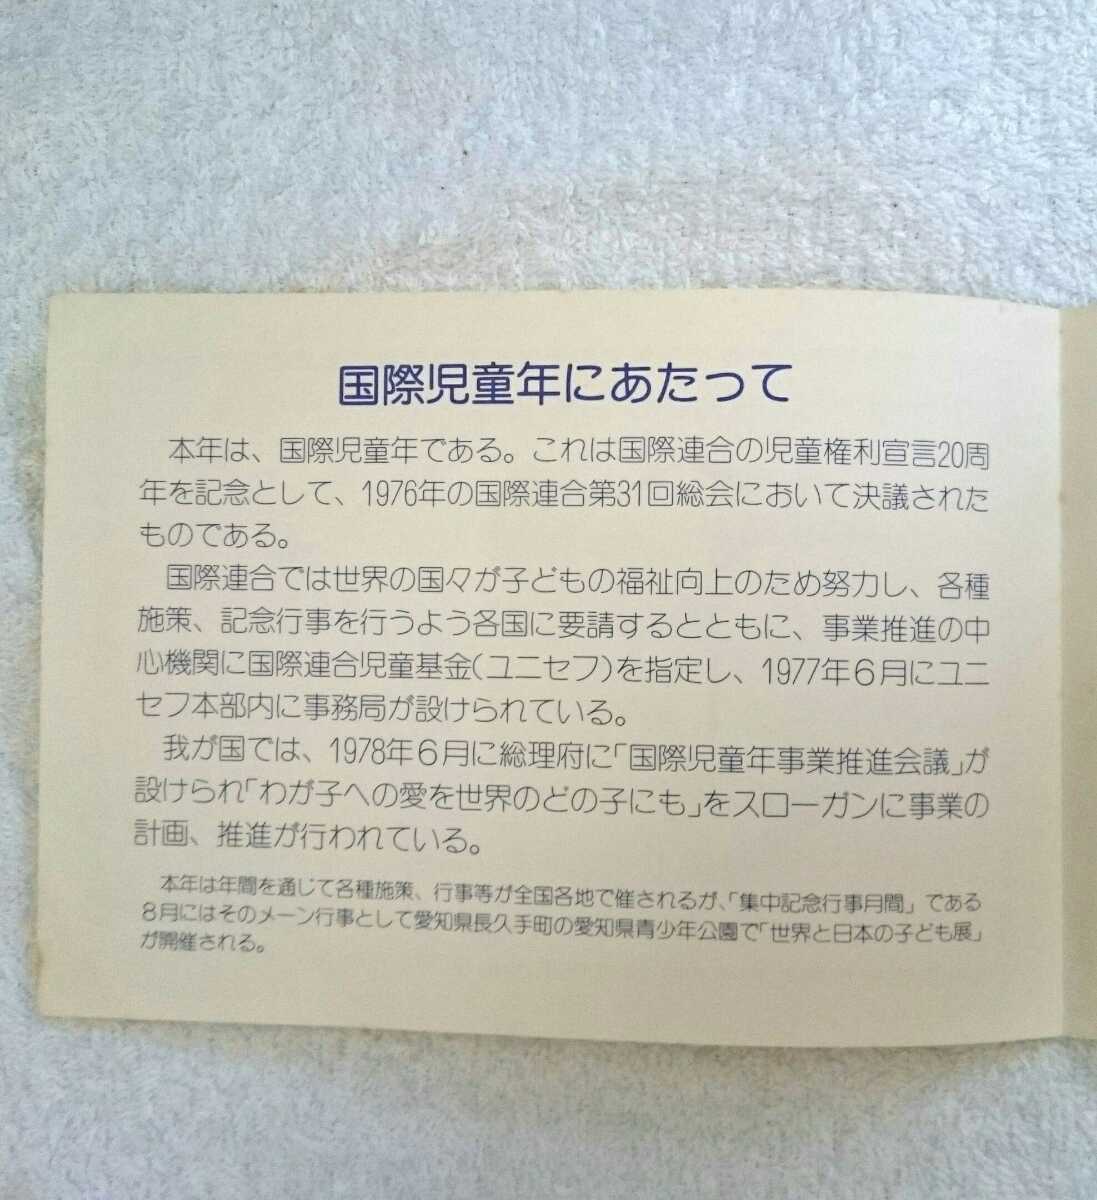 国際児童年にあたって
本年は、国際児童年である。これは国際連合の児童権利宣言20周
年を記念として、1976年の国際連合第31回総会において決議された
ものである。
国際連合では世界の国々が子どもの福祉向上のため努力し、各種
施策、記念行事を行うよう各国に要請するとともに、事業推進の中
心機関に国際連合児童基金(ユニセフ)を指定し、1977年6月にユニ
セフ本部内に事務局が設けられている。
我が国では、1978年6月に総理府に「国際児童年事業推進会議」が
設けられ「わが子への愛を世界のどの子にも」をスローガンに事業の
計画、推進が行われている。
本年は年間を通じて各種施策、行事等が全国各地で催されるが、「集中記念行事月間」である
8月にはそのメーン行事として愛知県長久手町の愛知県青少年公園で「世界と日本の子ども展」
が開催される。